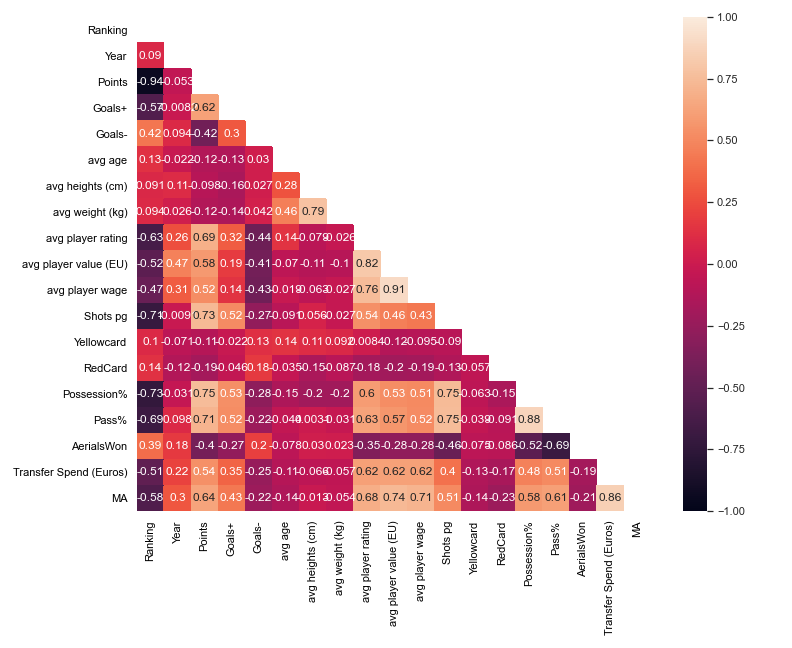 Ranking
Year 0.09
Points -0.94 -0.053
Goals+ -0.57 0.62
Goals- 0.42 0.094 -0.42 0.3
avg age 0.13 -0.022 -0.12 -0.13 0.03
avg heights (cm) 0.091 0.11 -0.098 -0.16 0.027 0.28
avg weight (kg) 0.094 0.026 -0.12 -0.14 0.042 0.46 0.79
avg player rating -0.63 0.26 0.69 0.32 -0.44 0.14 -0.079 -0.026
avg player value (EU) -0.52 0.47 0.58 0.19 -0.41 -0.07 -0.11 -0.1 0.82
avg player wage -0.47 0.31 0.52 0.14 -0.43 -0.019 -0.063 -0.027 0.76 0.91
Shots pg -0.71 0.73 0.52 -0.27 -0.091 -0.027 0.54 0.46 0.43
Yellowcard 0.1 -0.071 -0.11 -0.022 0.13 0.14 0.11 0.092 -0.12 -0.095 -0.09
RedCard 0.14 -0.12 -0.19 -0.046 0.18 -0.035 -0.15 -0.087 -0.18 -0.2 -0.19 -0.13 -0.057
Possession% -0.73 -0.031 0.75 0.53 -0.28 -0.15 -0.2 -0.2 0.6 0.53 0.51 0.75 -0.063 -0.15
Pass% -0.69 0.098 0.71 0.52 -0.22 -0.031 0.63 0.57 0.52 0.75 -0.039 -0.091 0.88
AerialsWon 0.39 0.18 -0.4 -0.27 0.2 -0.078 0.03 0.023 -0.35 -0.28 -0.28 -0.46 -0.075 -0.086 -0.52 -0.69
Transfer Spend (Euros) -0.51 0.22 0.54 0.35 -0.25 -0.11 -0.066 -0.057 0.62 0.62 0.62 0.4 -0.13 -0.17 0.48 0.51 -0.19
MA -0.58 0.3 0.64 0.43 -0.22 -0.14 -0.013 -0.054 0.68 0.74 0.71 0.51 -0.14 -0.23 0.58 0.61 -0.21 0.86
Ranking
Year
Points
Goals+
Goals-
avg age
avg heights (cm)
avg weight (kg)
avg player rating
avg player value (EU)
avg player wage
Shots pg
Yellowcard
RedCard
Possession%
Pass%
AerialsWon
Transfer Spend (Euros)
MA
1.00
0.75
0.50
0.25
0.00
-0.25
-0.50
-0.75
-1.00